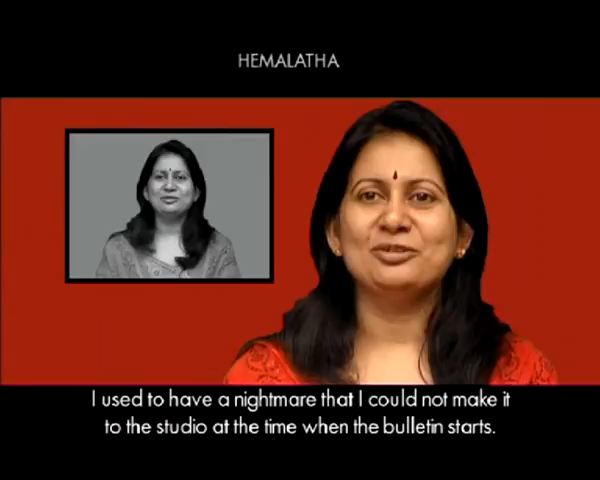 HEMALATHA
I used to have a nightmare that I could not make it
to the studio at the time when the bulletin starts.